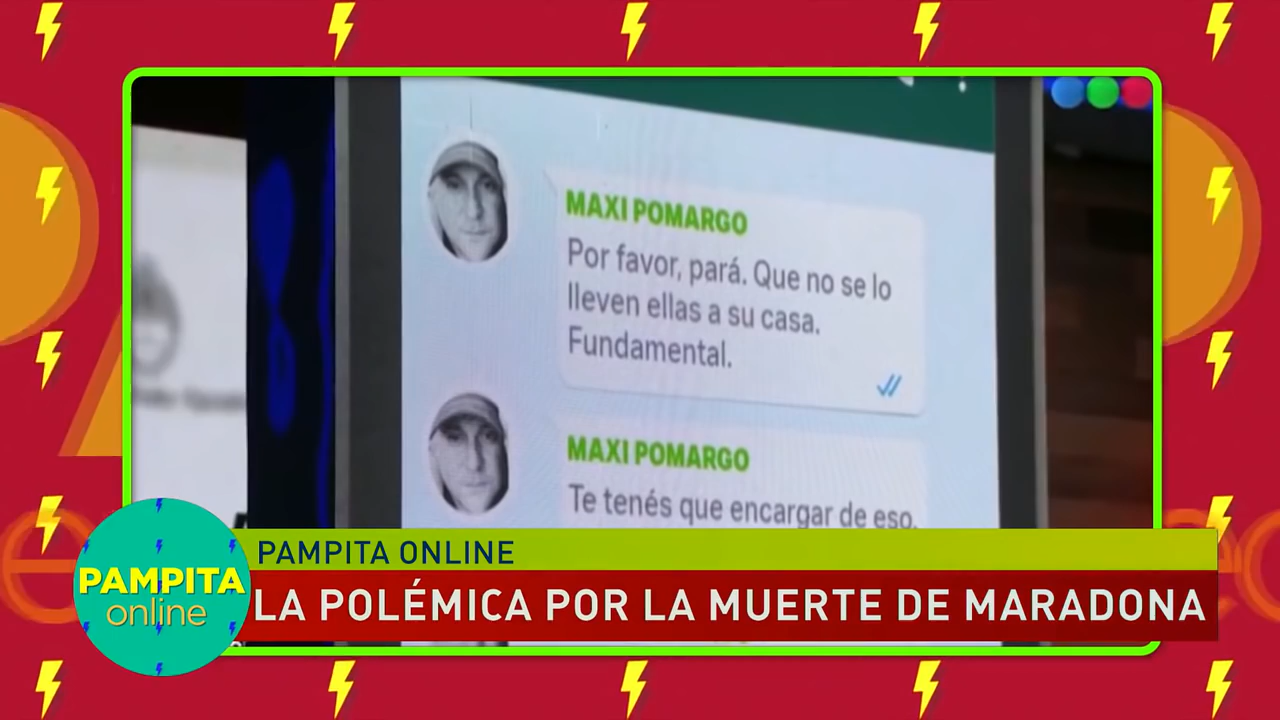 MAXI POMARGO
Por favor, pará. Que no se lo
lleven ellas a su casa.
Fundamental.
MAXI POMARGO
Te tenés que encargar de eso.
PAMPITA ONLINE
PAMPITA
online
LA POLÉMICA POR LA MUERTE DE MARADONA